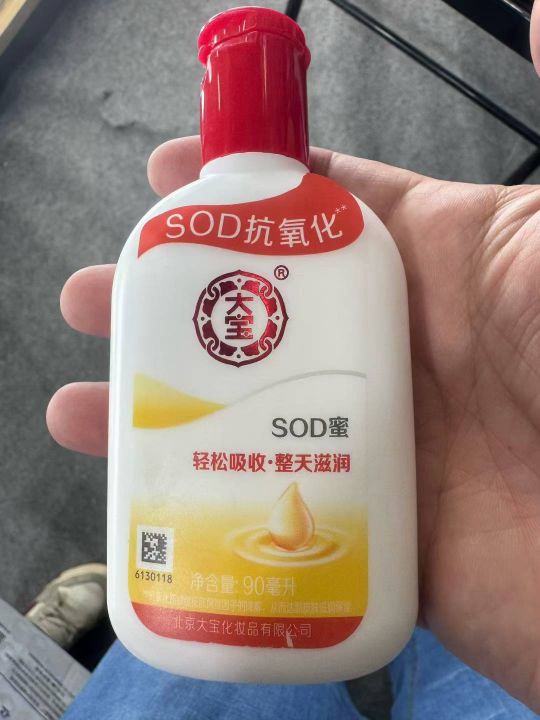 SOD抗氧化**
®
大
宝
SOD蜜
轻松吸收·整天滋润
6130118
净含量: 90毫升
北京大宝化妆品有限公司